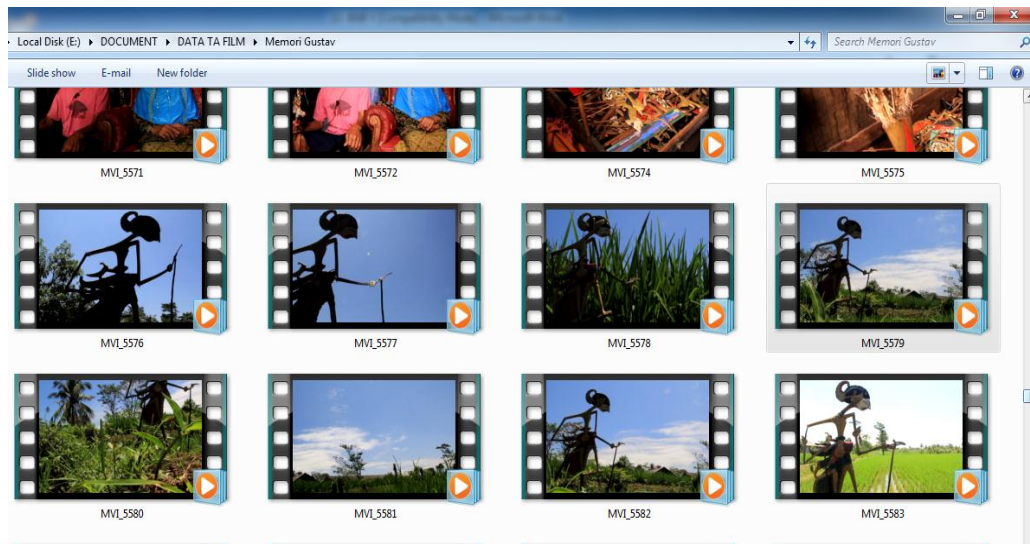 Local Disk (E:) ▸ DOCUMENT ▸ DATA TA FILM ▸ Memori Gustav
Search Memori Gustav
Slide show E-mail New folder
MVI_5571 MVI_5572 MVI_5574 MVI_5575
MVI_5576 MVI_5577 MVI_5578 MVI_5579
MVI_5580 MVI_5581 MVI_5582 MVI_5583